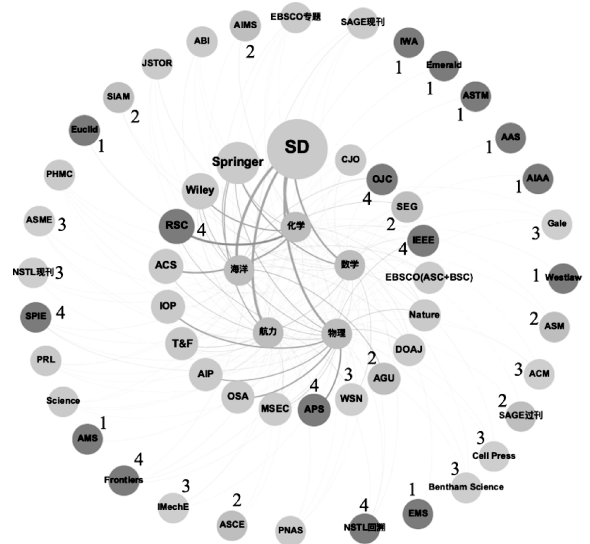 EBSCO专题
AIMS
2
SAGE现刊
ABI
IWA
1
JSTOR
Emerald
1
SIAM
2
ASTM
1
Euclid
1
AAS
1
SD
Springer
CJO
PHMC
OJC
4
AIAA
1
Wiley
SEG
2
ASME
3
RSC
4
化学
IEEE
4
Gale
3
NSTL现刊
3
ACS
海洋
数学
EBSCO(ASC+BSC)
Westlaw
1
SPIE
4
IOP
Nature
ASM
2
航力
物理
T&F
DOAJ
PRL
AIP
AGU
2
ACM
3
Science
OSA
MSEC
APS
4
WSN
3
SAGE过刊
2
AMS
1
Cell Press
3
Frontiers
4
Bentham Science
3
IMechE
3
ASCE
2
PNAS
NSTL回溯
4
EMS
1